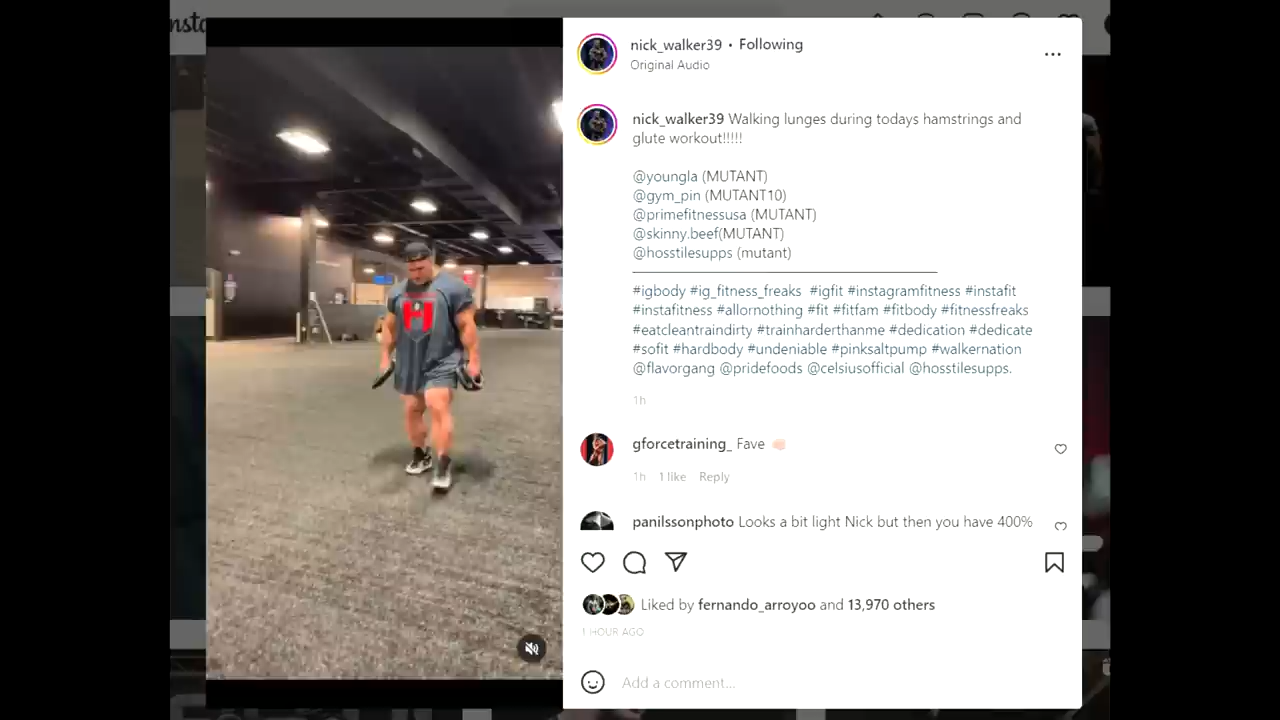 nsta
nick_walker39 • Following
Original Audio
nick_walker39 Walking lunges during todays hamstrings and
glute workout!!!!!
@youngla (MUTANT)
@gym_pin (MUTANT10)
@primefitnessusa (MUTANT)
@skinny.beef(MUTANT)
@hosstilesupps (mutant)
#igbody #ig_fitness_freaks #igfit #instagramfitness #instafit
#instafitness #allornothing #fit #fitfam #fitbody #fitnessfreaks
#eatcleantraindirty #trainharderthanme #dedication #dedicate
#sofit #hardbody #undeniable #pinksaltpump #walkernation
@flavorgang @pridefoods @celsiusofficial @hosstilesupps.
1h
gforcetraining_ Fave 👊🏻
1h 1 like Reply
panilssonphoto Looks a bit light Nick but then you have 400%
Liked by fernando_arroyoo and 13,970 others
1 HOUR AGO
Add a comment...
H